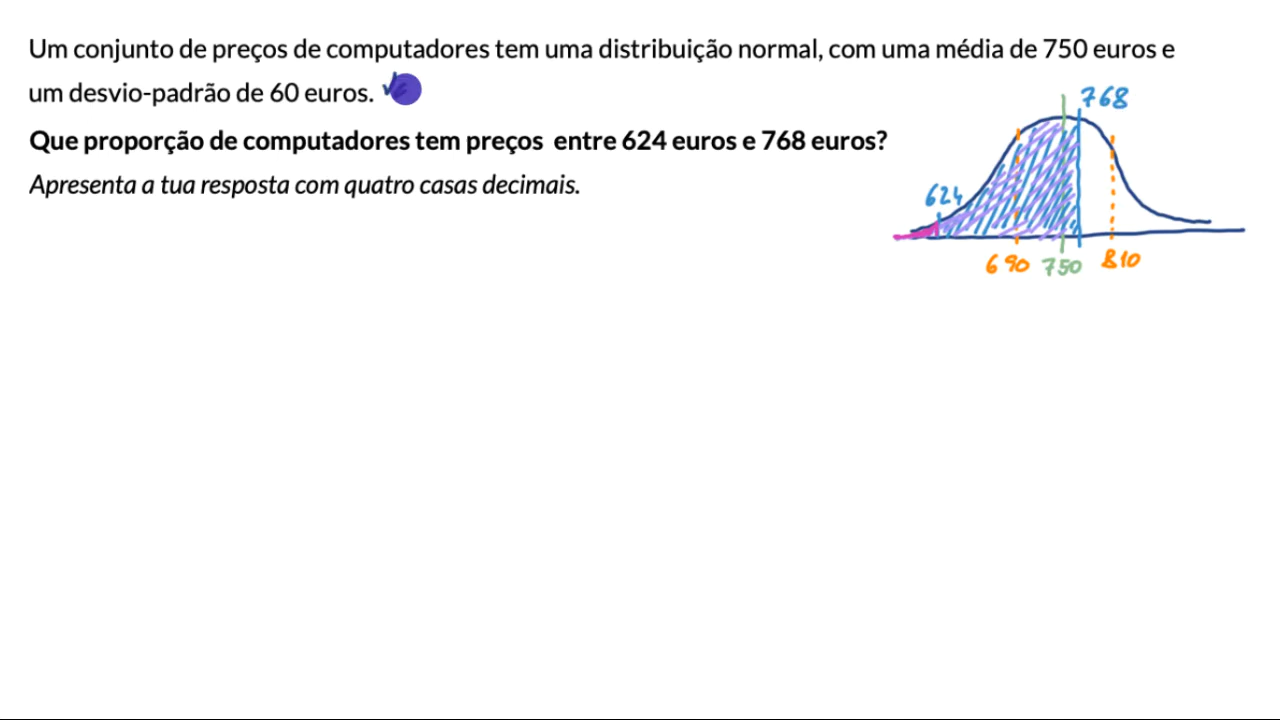 Um conjunto de preços de computadores tem uma distribuição normal, com uma média de 750 euros e
um desvio-padrão de 60 euros.
Que proporção de computadores tem preços entre 624 euros e 768 euros?
Apresenta a tua resposta com quatro casas decimais.
768
624
690 750 810